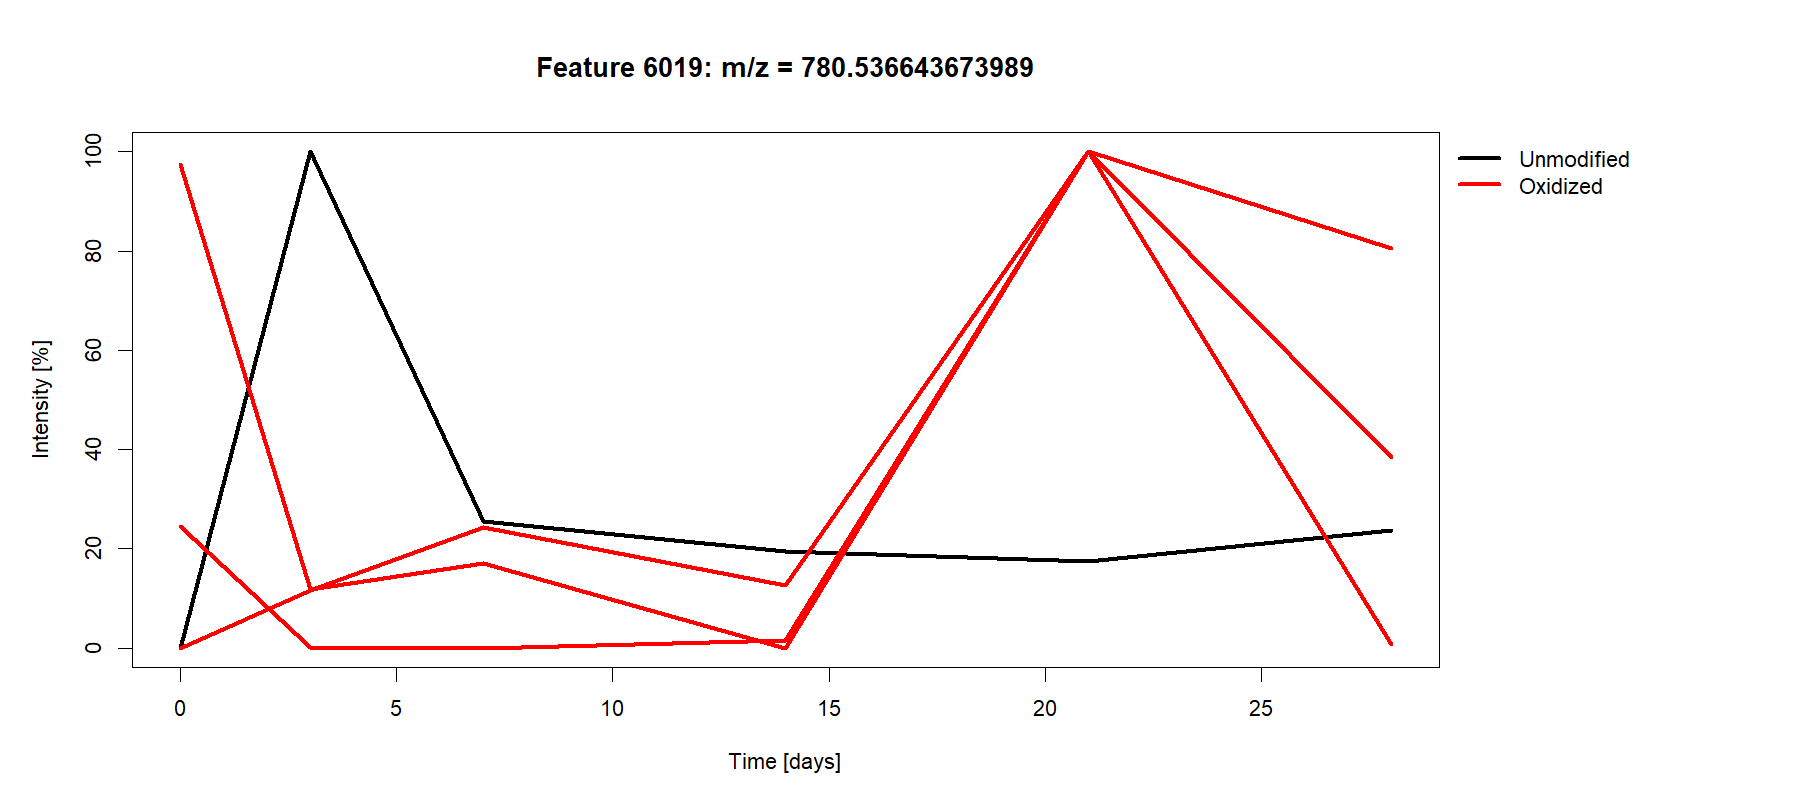 Feature 6019: m/z = 780.536643673989
Unmodified
Oxidized
Intensity [%]
100
80
60
40
20
0
0 5 10 15 20 25
Time [days]